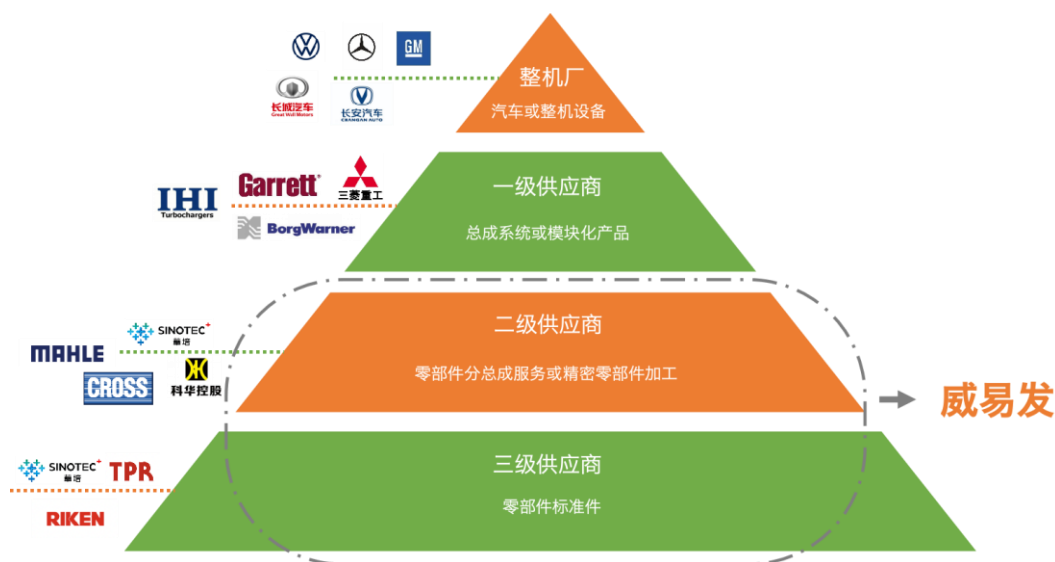 GM
长城汽车
Great Wall Motors
长安汽车
CHANGAN AUTO
整机厂
汽车或整机设备
IHI
Turbochargers
Garrett
三菱重工
BorgWarner
一级供应商
总成系统或模块化产品
SINOTEC
华培
MAHLE
CROSS
科华控股
二级供应商
零部件分总成服务或精密零部件加工
威易发
SINOTEC
华培
TPR
RIKEN
三级供应商
零部件标准件